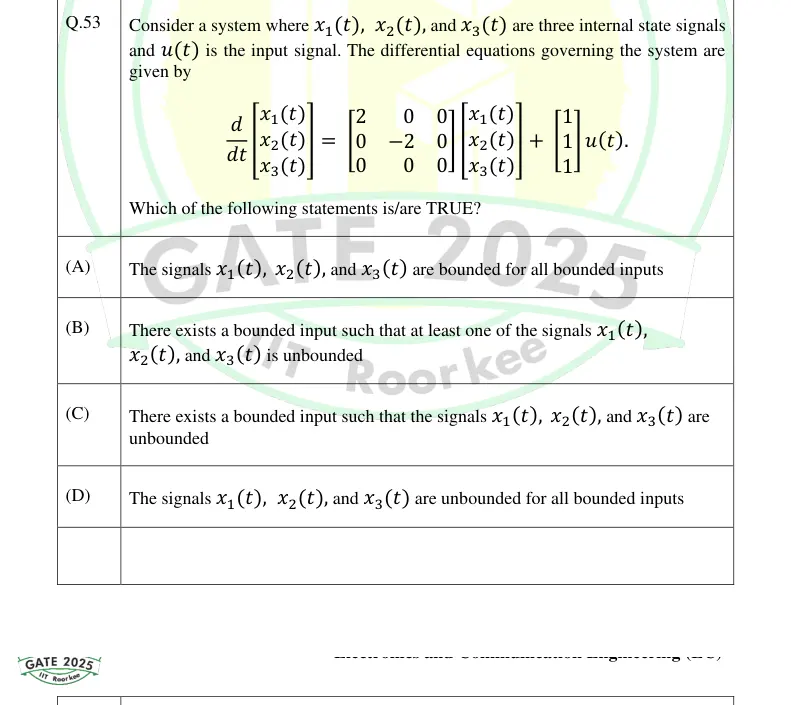 Q.53 Consider a system where x₁(t), x₂(t), and x₃(t) are three internal state signals
and u(t) is the input signal. The differential equations governing the system are
given by
d/dt [x₁(t); x₂(t); x₃(t)] = [2 0 0; 0 −2 0; 0 0 0] [x₁(t); x₂(t); x₃(t)] + [1; 1; 1] u(t).
Which of the following statements is/are TRUE?
GATE 2025
(A) The signals x₁(t), x₂(t), and x₃(t) are bounded for all bounded inputs
(B) There exists a bounded input such that at least one of the signals x₁(t),
x₂(t), and x₃(t) is unbounded
IIT Roorkee
(C) There exists a bounded input such that the signals x₁(t), x₂(t), and x₃(t) are
unbounded
(D) The signals x₁(t), x₂(t), and x₃(t) are unbounded for all bounded inputs
GATE 2025
IIT Roorkee